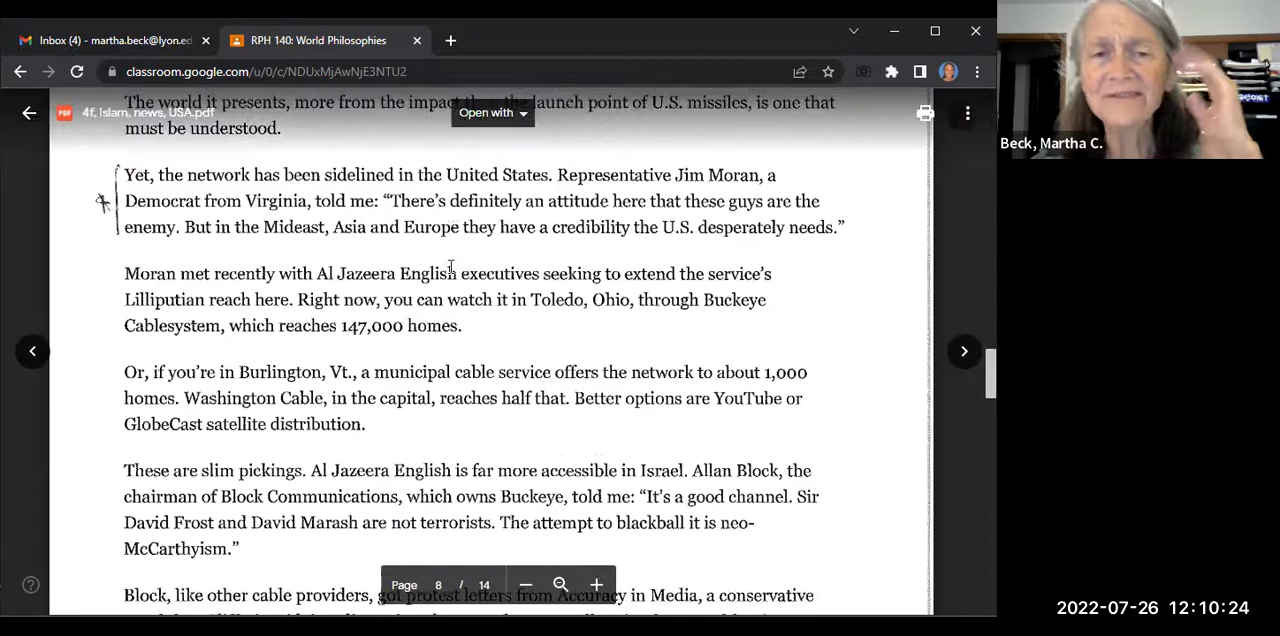 Inbox (4) - martha.beck@lyon.ed
RPH 140: World Philosophies
classroom.google.com/u/0/c/NDUxMjAwNjE3NTU2
The world it presents, more from the impact than the launch point of U.S. missiles, is one that
4f, Islam, news, USA.pdf
Open with
must be understood.
Beck, Martha C.
Yet, the network has been sidelined in the United States. Representative Jim Moran, a
Democrat from Virginia, told me: “There’s definitely an attitude here that these guys are the
enemy. But in the Mideast, Asia and Europe they have a credibility the U.S. desperately needs.”
Moran met recently with Al Jazeera English executives seeking to extend the service’s
Lilliputian reach here. Right now, you can watch it in Toledo, Ohio, through Buckeye
Cablesystem, which reaches 147,000 homes.
Or, if you’re in Burlington, Vt., a municipal cable service offers the network to about 1,000
homes. Washington Cable, in the capital, reaches half that. Better options are YouTube or
GlobeCast satellite distribution.
These are slim pickings. Al Jazeera English is far more accessible in Israel. Allan Block, the
chairman of Block Communications, which owns Buckeye, told me: “It’s a good channel. Sir
David Frost and David Marash are not terrorists. The attempt to blackball it is neo-
McCarthyism.”
Page 8 / 14
Block, like other cable providers, got protest letters from Accuracy in Media, a conservative
2022-07-26 12:10:24